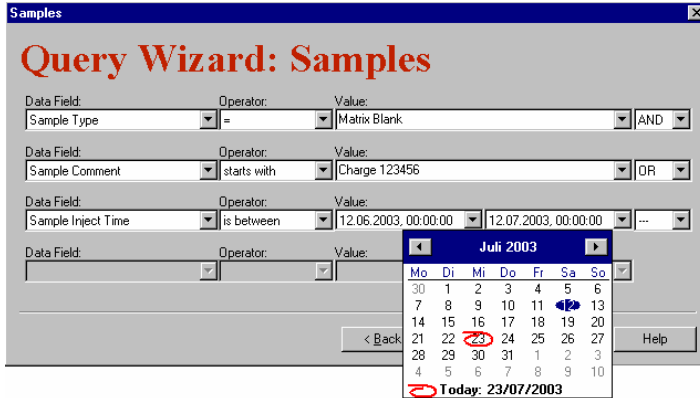 Samples
Query Wizard: Samples
Data Field: Operator: Value:
Sample Type = Matrix Blank AND
Data Field: Operator: Value:
Sample Comment starts with Charge 123456 OR
Data Field: Operator: Value:
Sample Inject Time is between 12.06.2003, 00:00:00 12.07.2003, 00:00:00 ---
Data Field: Operator: Value:
Juli 2003
Mo Di Mi Do Fr Sa So
30 1 2 3 4 5 6
7 8 9 10 11 12 13
14 15 16 17 18 19 20
21 22 23 24 25 26 27
28 29 30 31 1 2 3
4 5 6 7 8 9 10
Today: 23/07/2003
< Back Help